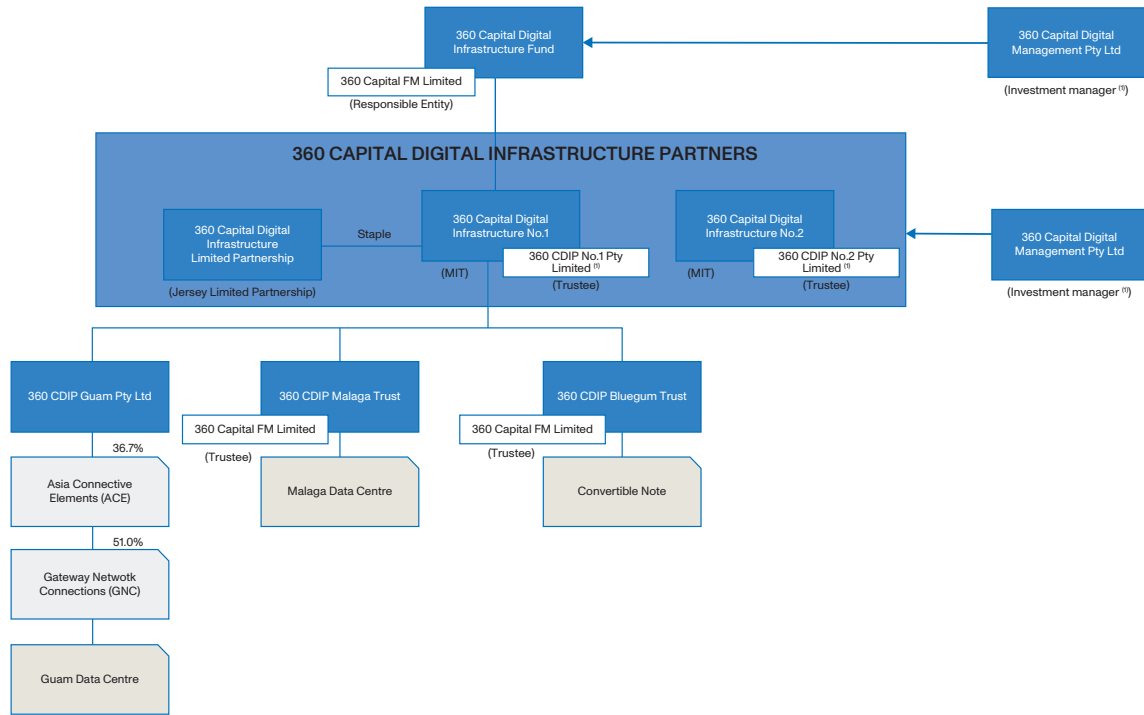 360 Capital Digital
Infrastructure Fund
360 Capital Digital
Management Pty Ltd
360 Capital FM Limited
(Responsible Entity)
(Investment manager (1))
360 CAPITAL DIGITAL INFRASTRUCTURE PARTNERS
360 Capital Digital
Infrastructure
Limited Partnership
(Jersey Limited Partnership)
Staple
360 Capital Digital
Infrastructure No.1
360 CDIP No.1 Pty
Limited (1)
(MIT)
(Trustee)
360 Capital Digital
Infrastructure No.2
360 CDIP No.2 Pty
Limited (1)
(MIT)
(Trustee)
360 Capital Digital
Management Pty Ltd
(Investment manager (1))
360 CDIP Guam Pty Ltd
360 CDIP Malaga Trust
360 CDIP Bluegum Trust
360 Capital FM Limited
(Trustee)
360 Capital FM Limited
(Trustee)
36.7%
Asia Connective
Elements (ACE)
Malaga Data Centre
Convertible Note
51.0%
Gateway Netwotk
Connections (GNC)
Guam Data Centre